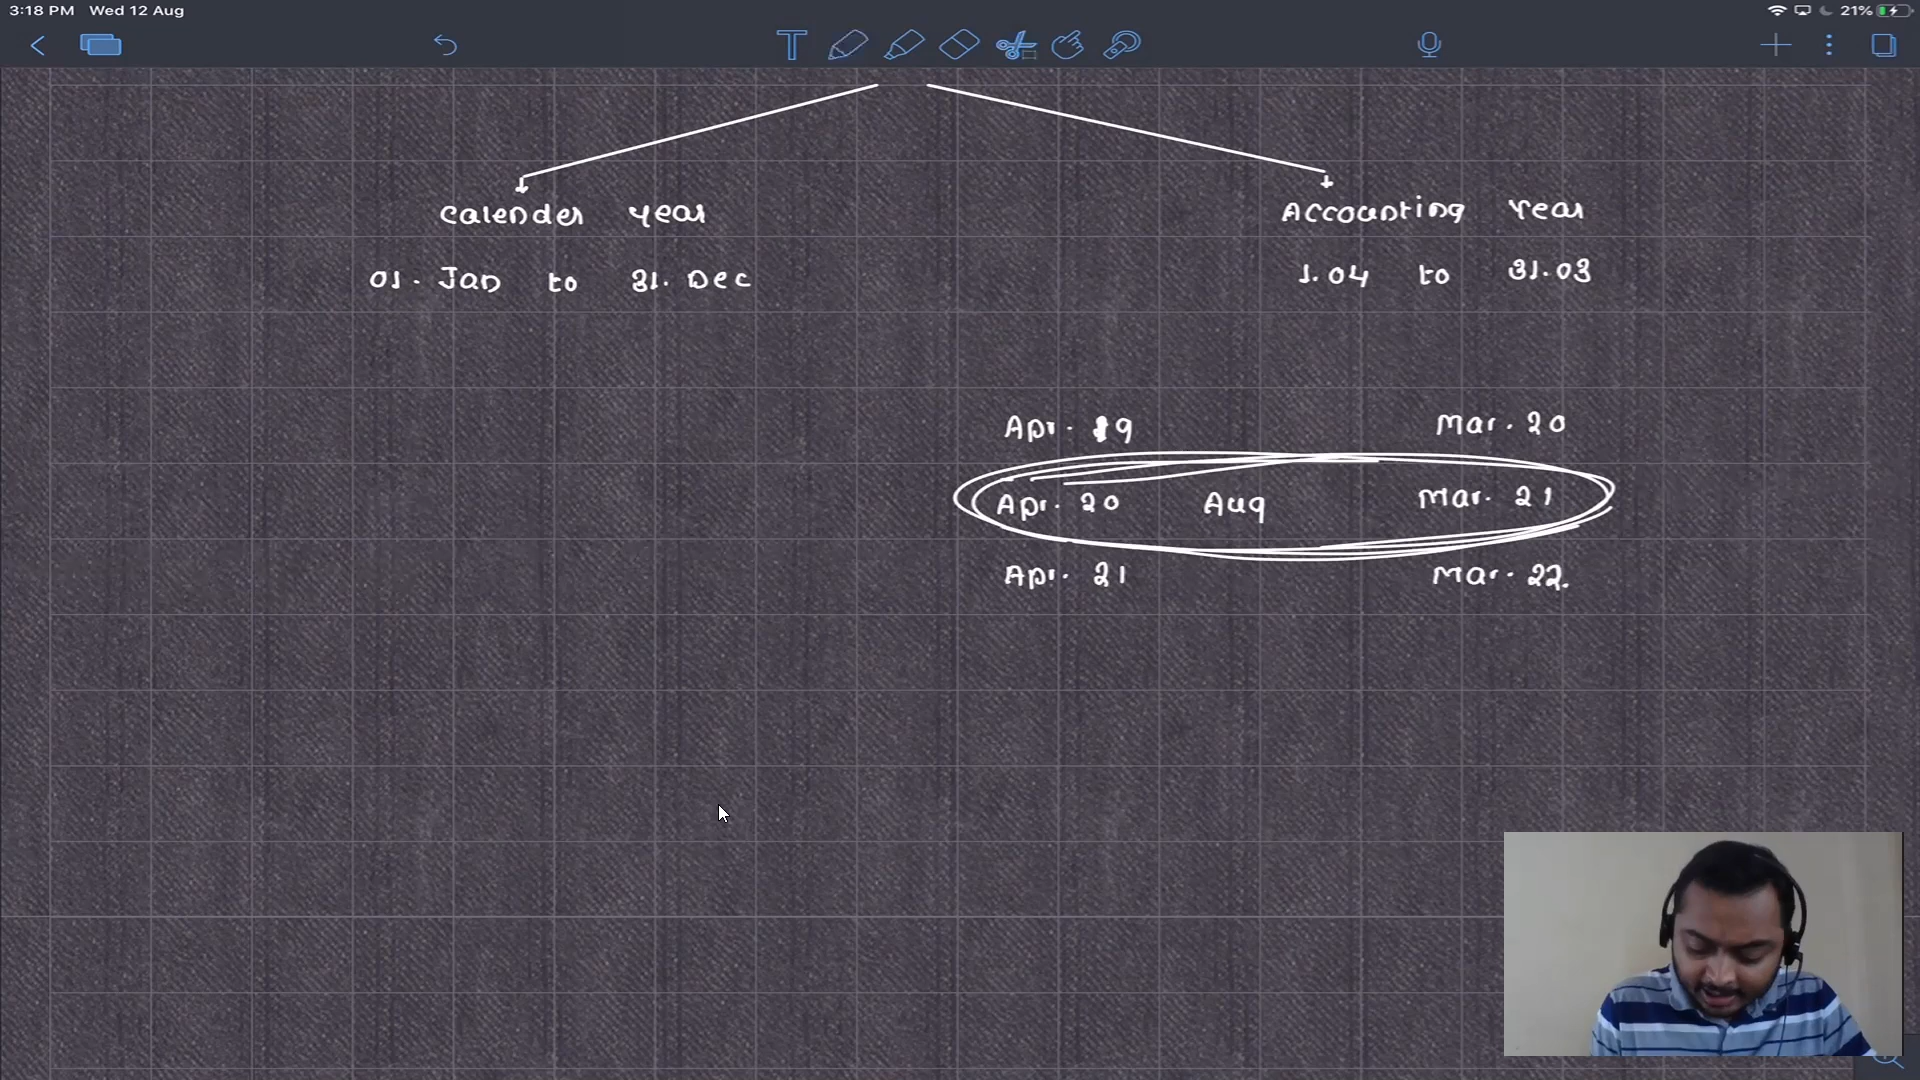 3:18 PM Wed 12 Aug 21%
T
Calender year Accounting Year
01. Jan to 31. Dec 1.04 to 31.03
Apr. 19 Mar. 20
Apr. 20 Aug Mar. 21
Apr. 21 Mar. 22.